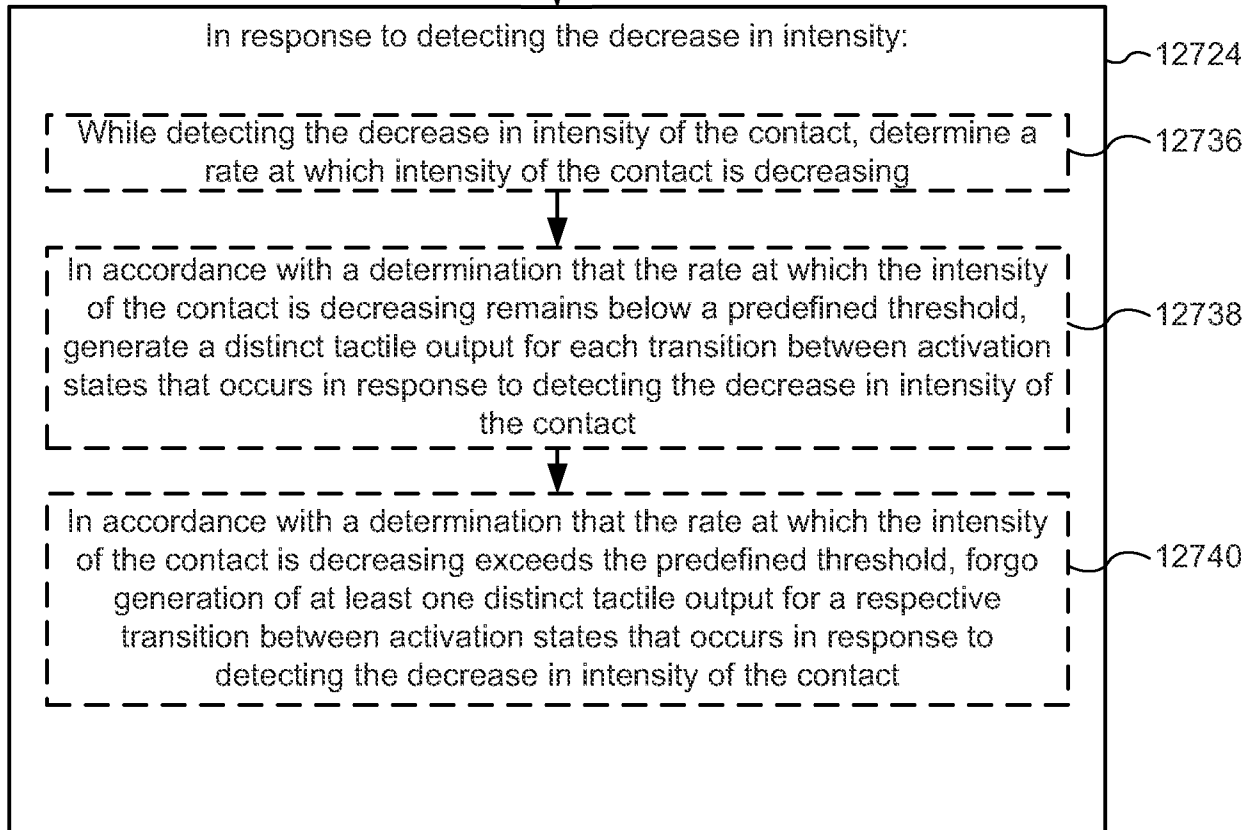 In response to detecting the decrease in intensity:
12724
While detecting the decrease in intensity of the contact, determine a
rate at which intensity of the contact is decreasing
12736
In accordance with a determination that the rate at which the intensity
of the contact is decreasing remains below a predefined threshold,
generate a distinct tactile output for each transition between activation
states that occurs in response to detecting the decrease in intensity of
the contact
12738
In accordance with a determination that the rate at which the intensity
of the contact is decreasing exceeds the predefined threshold, forgo
generation of at least one distinct tactile output for a respective
transition between activation states that occurs in response to
detecting the decrease in intensity of the contact
12740